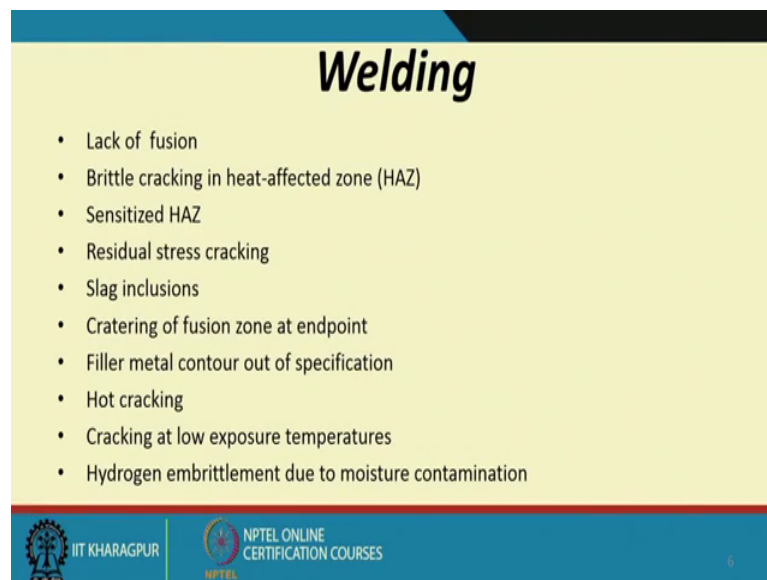 Welding
• Lack of fusion
• Brittle cracking in heat-affected zone (HAZ)
• Sensitized HAZ
• Residual stress cracking
• Slag inclusions
• Cratering of fusion zone at endpoint
• Filler metal contour out of specification
• Hot cracking
• Cracking at low exposure temperatures
• Hydrogen embrittlement due to moisture contamination
IIT KHARAGPUR
NPTEL
NPTEL ONLINE
CERTIFICATION COURSES
6